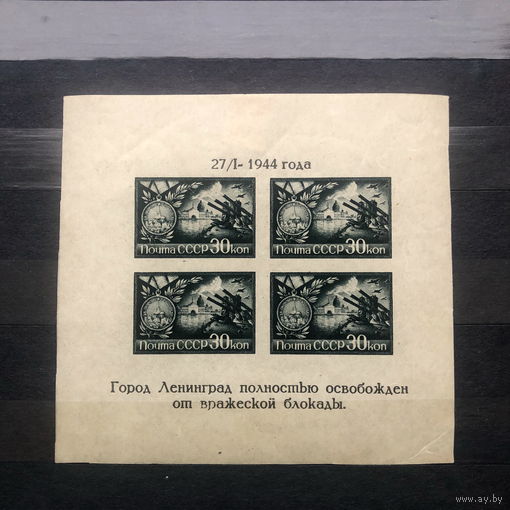 27/I- 1944 года
Почта СССР 30 коп
Почта СССР 30 коп
Почта СССР 30 коп
Почта СССР 30 коп
Город Ленинград полностью освобожден
от вражеской блокады.
www.ay.by